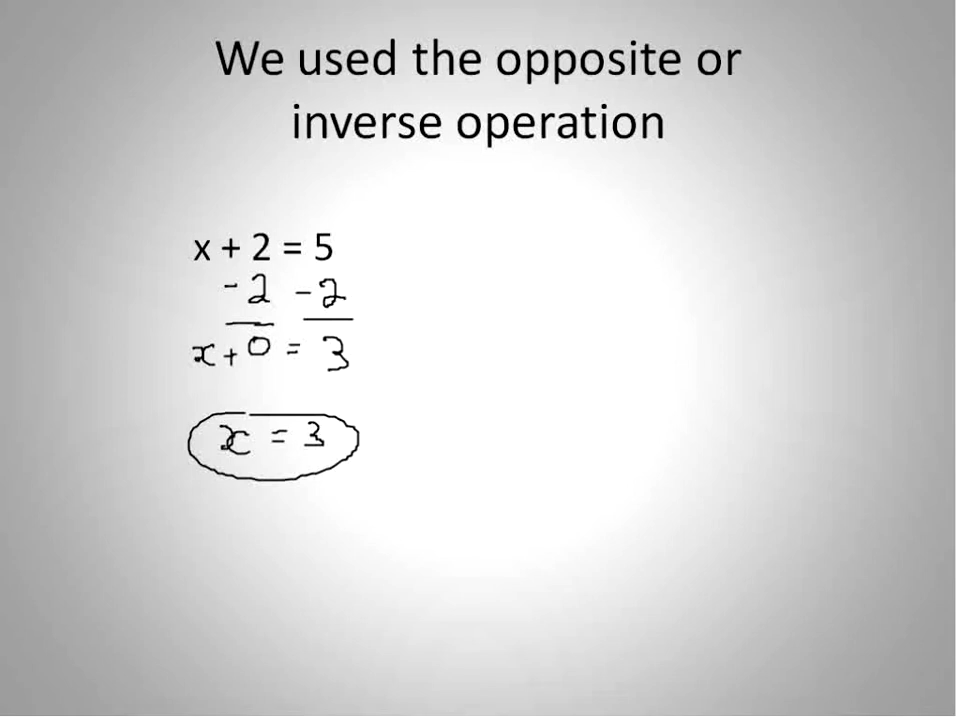 We used the opposite or
inverse operation
x + 2 = 5
- 2 - 2
x + 0 = 3
x = 3